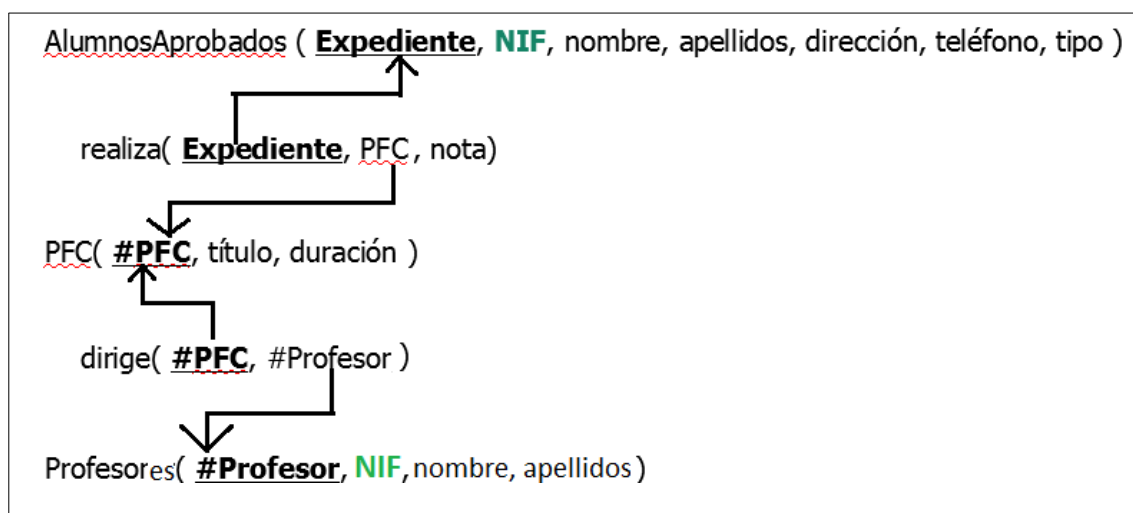 AlumnosAprobados ( Expediente, NIF, nombre, apellidos, dirección, teléfono, tipo )
realiza( Expediente, PFC , nota)
PFC( #PFC, título, duración )
dirige( #PFC, #Profesor )
Profesores( #Profesor, NIF, nombre, apellidos)